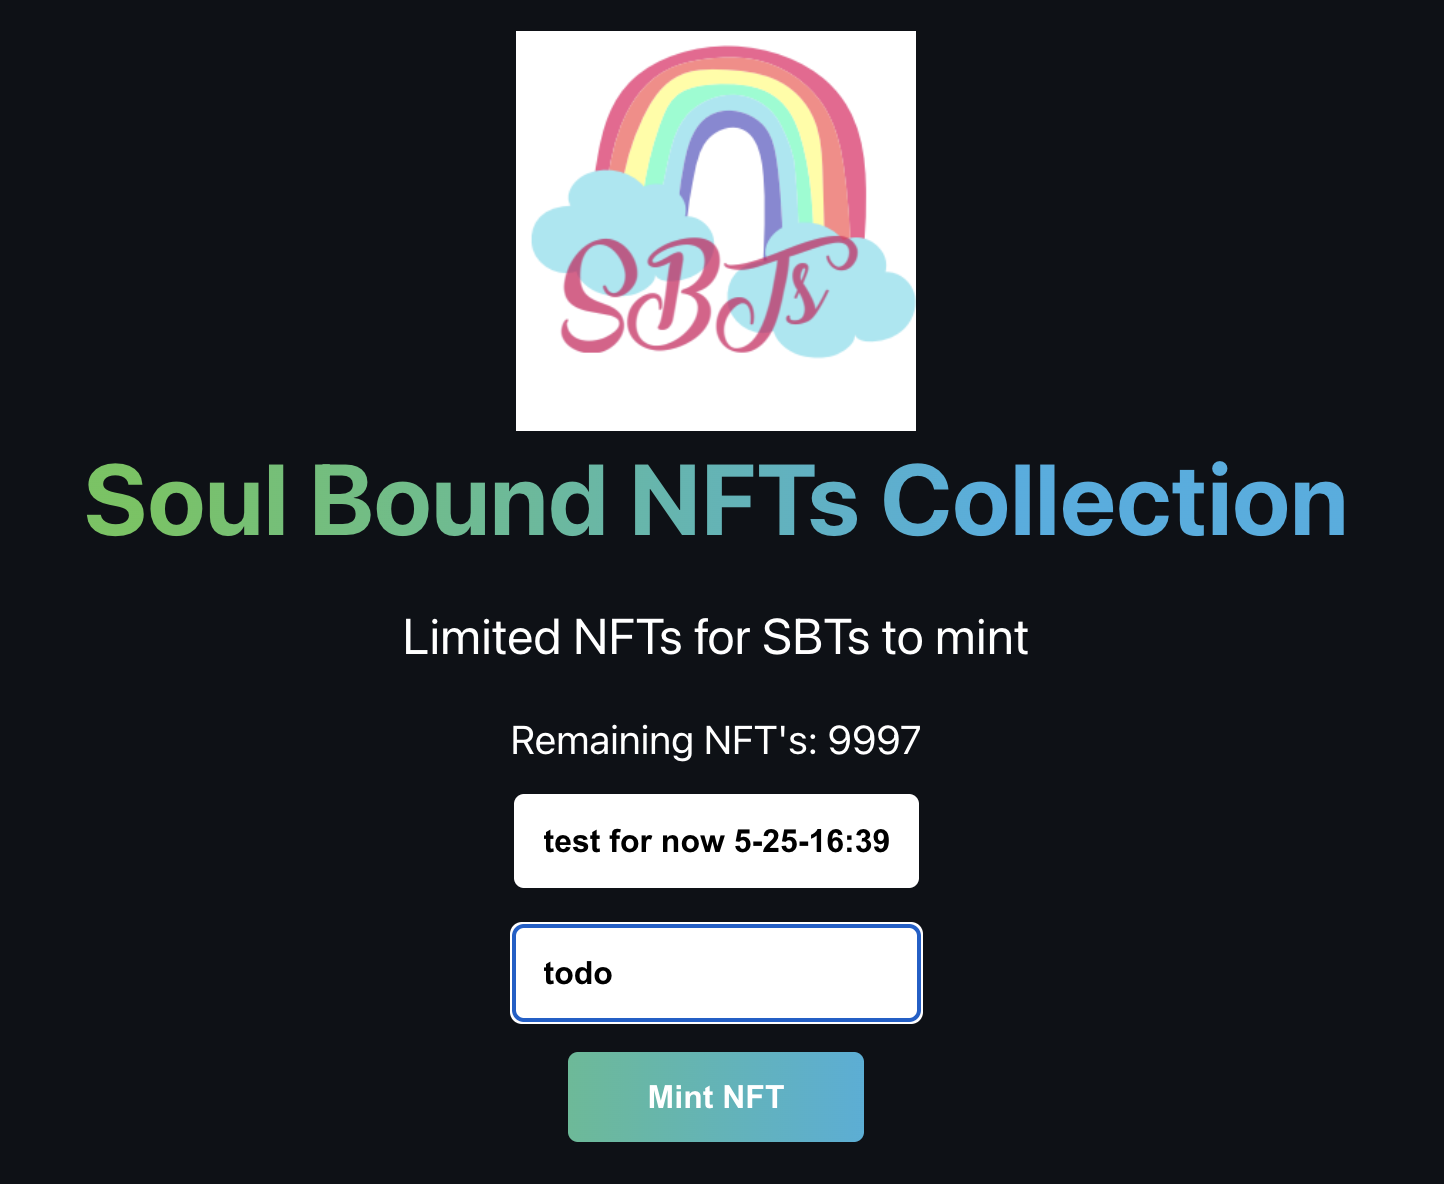 SBTs
Soul Bound NFTs Collection
Limited NFTs for SBTs to mint
Remaining NFT's: 9997
test for now 5-25-16:39
todo
Mint NFT